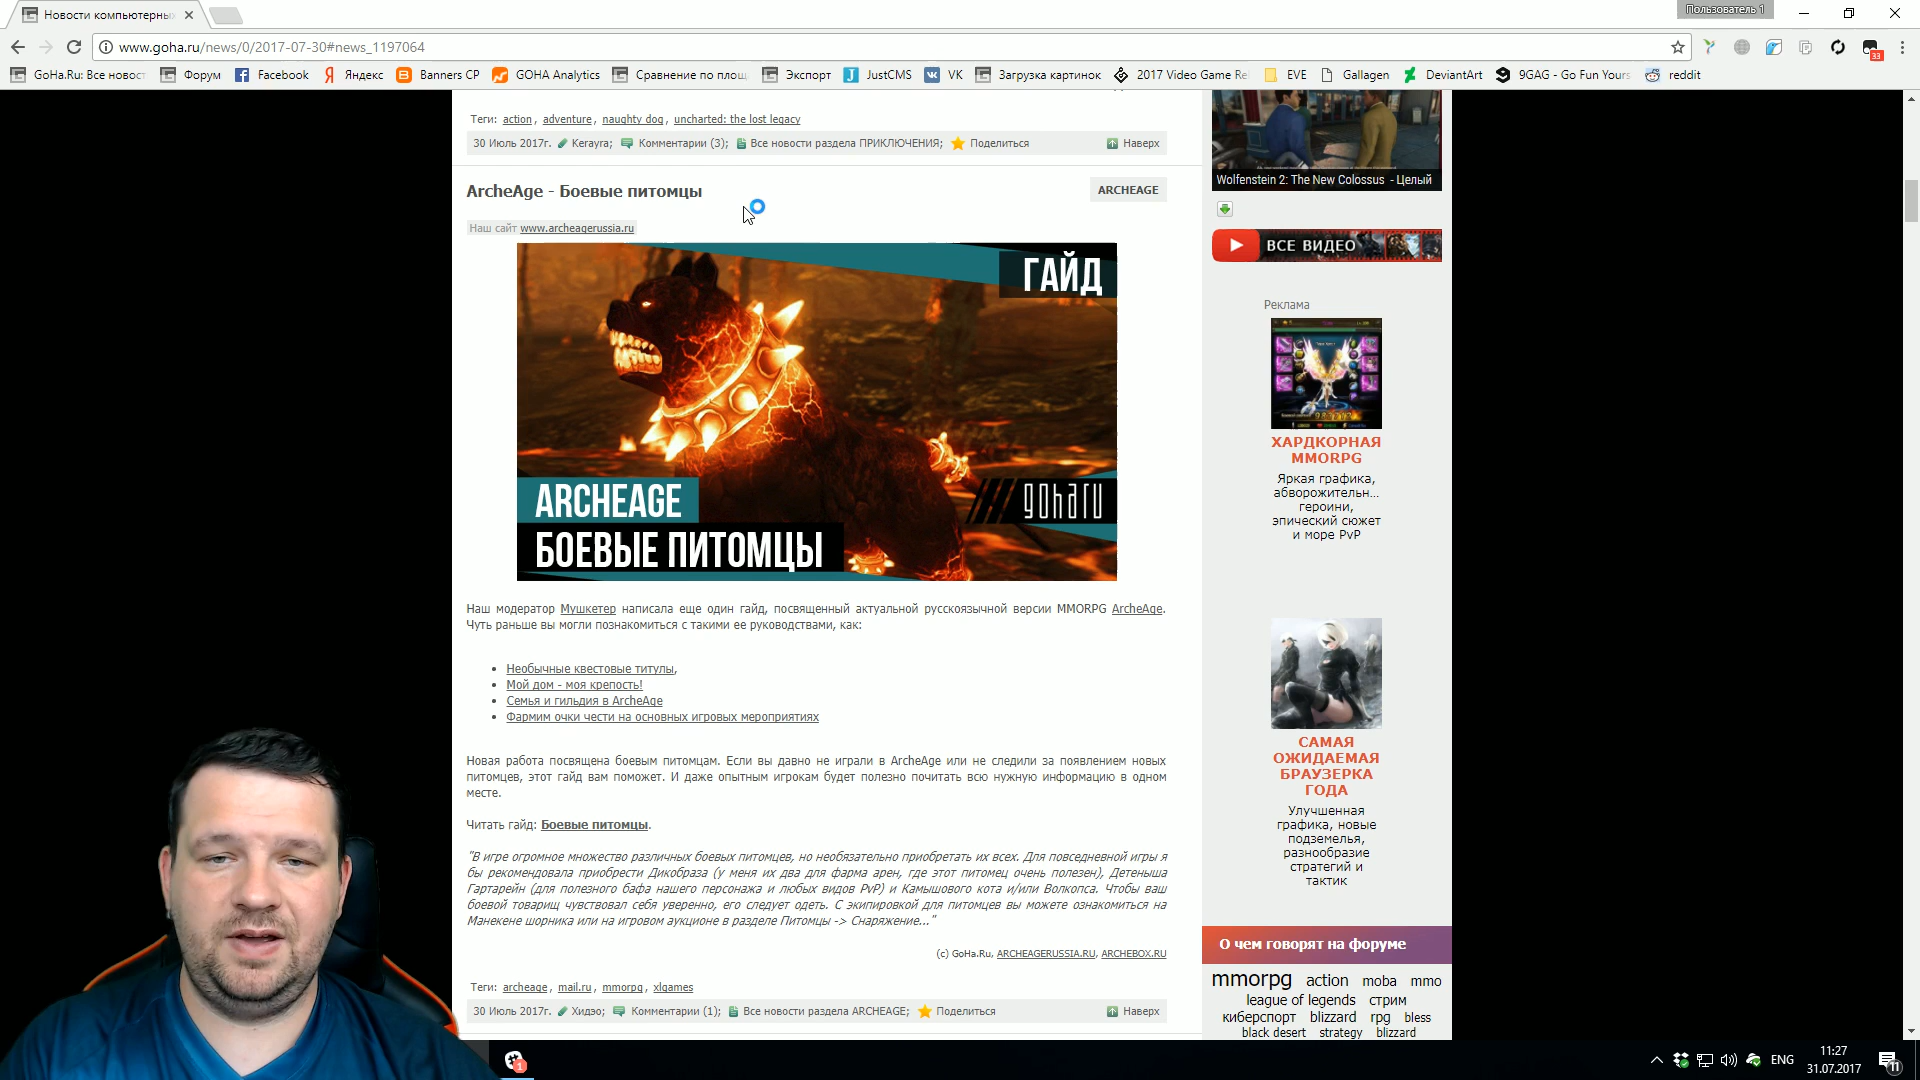 Новости компьютерны
Пользователь 1
www.goha.ru/news/0/2017-07-30#news_1197064
33
GoHa.Ru: Все новост
Форум
Facebook
Яндекс
Banners CP
GOHA Analytics
Сравнение по площ
Экспорт
JustCMS
VK
Загрузка картинок
2017 Video Game Rel
EVE
Gallagen
DeviantArt
9GAG - Go Fun Yours
reddit
Теги: action, adventure, naughty dog, uncharted: the lost legacy
30 Июль 2017г. Kerayra; Комментарии (3); Все новости раздела ПРИКЛЮЧЕНИЯ; Поделиться Наверх
ArcheAge - Боевые питомцы
ARCHEAGE
Наш сайт www.archeagerussia.ru
ГАЙД
ARCHEAGE
goharu
БОЕВЫЕ ПИТОМЦЫ
Наш модератор Мушкетер написала еще один гайд, посвященный актуальной русскоязычной версии MMORPG ArcheAge.
Чуть раньше вы могли познакомиться с такими ее руководствами, как:
Необычные квестовые титулы,
Мой дом - моя крепость!
Семья и гильдия в ArcheAge
Фармим очки чести на основных игровых мероприятиях
Новая работа посвящена боевым питомцам. Если вы давно не играли в ArcheAge или не следили за появлением новых
питомцев, этот гайд вам поможет. И даже опытным игрокам будет полезно почитать всю нужную информацию в одном
месте.
Читать гайд: Боевые питомцы.
"В игре огромное множество различных боевых питомцев, но необязательно приобретать их всех. Для повседневной игры я
бы рекомендовала приобрести Дикобраза (у меня их два для фарма арен, где этот питомец очень полезен), Детеныша
Гартарейн (для полезного бафа нашего персонажа и любых видов PvP) и Камышового кота и/или Волкопса. Чтобы ваш
боевой товарищ чувствовал себя уверенно, его следует одеть. С экипировкой для питомцев вы можете ознакомиться на
Манекене шорника или на игровом аукционе в разделе Питомцы -> Снаряжение..."
(c) GoHa.Ru, ARCHEAGERUSSIA.RU, ARCHEBOX.RU
Теги: archeage, mail.ru, mmorpg, xlgames
30 Июль 2017г. Хидэо; Комментарии (1); Все новости раздела ARCHEAGE; Поделиться Наверх
Wolfenstein 2: The New Colossus - Целый
ВСЕ ВИДЕО
Реклама
ХАРДКОРНАЯ
MMORPG
Яркая графика,
абворожительн...
героини,
эпический сюжет
и море PvP
САМАЯ
ОЖИДАЕМАЯ
БРАУЗЕРКА
ГОДА
Улучшенная
графика, новые
подземелья,
разнообразие
стратегий и
тактик
О чем говорят на форуме
mmorpg action moba mmo
league of legends стрим
киберспорт blizzard rpg bless
black desert strategy blizzard
1
ENG
11:27
31.07.2017
11